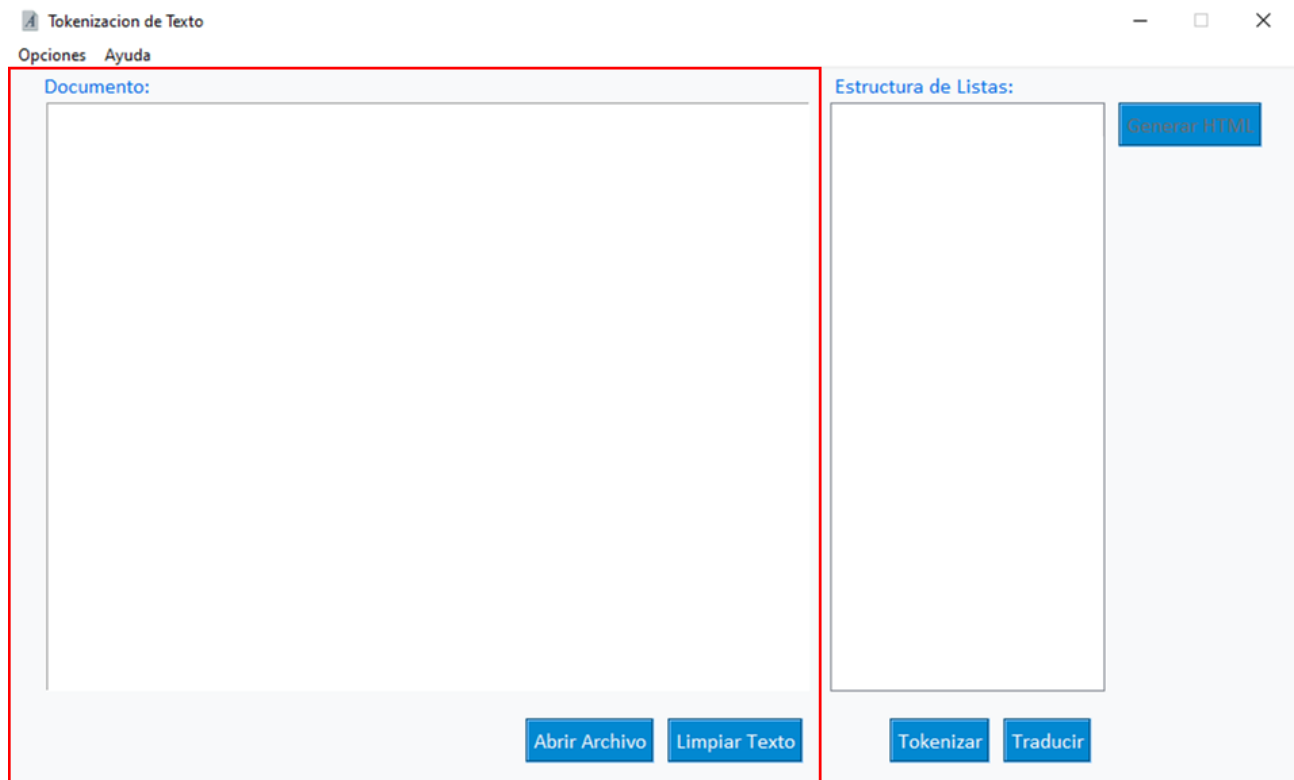 Tokenizacion de Texto
Opciones Ayuda
Documento:
Estructura de Listas:
Generar HTML
Abrir Archivo
Limpiar Texto
Tokenizar
Traducir